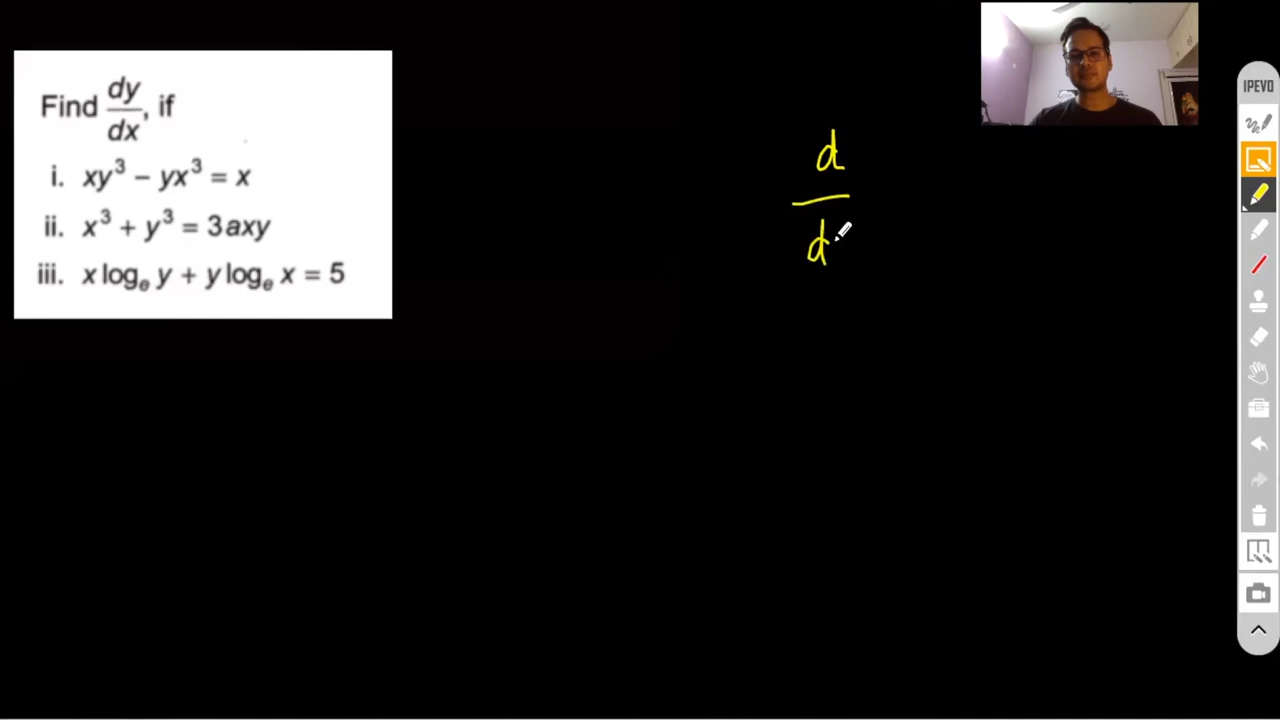 Find dy/dx, if
i. xy³ − yx³ = x
ii. x³ + y³ = 3axy
iii. x logₑ y + y logₑ x = 5
d
d
IPEVO